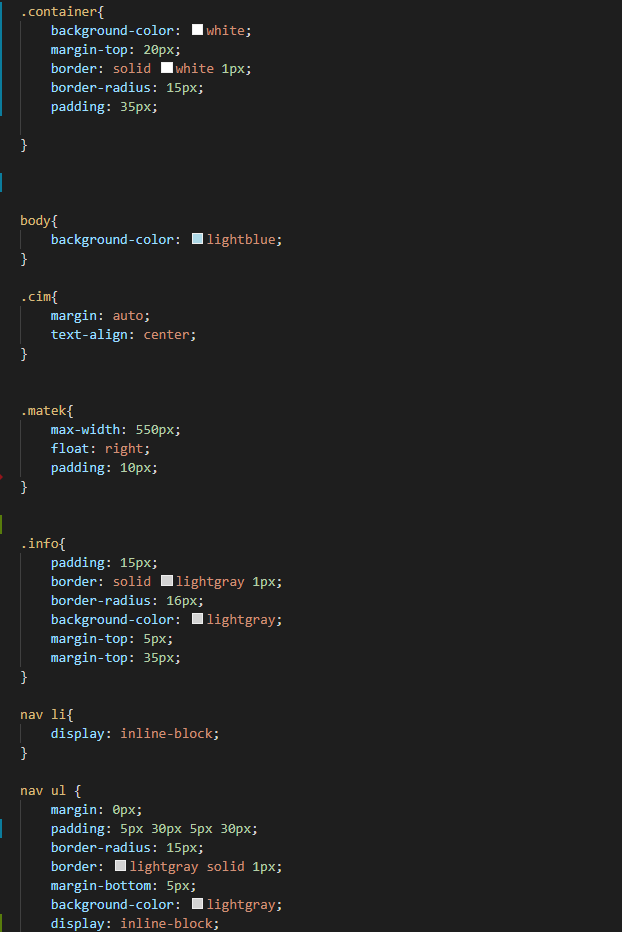 .container{
background-color: white;
margin-top: 20px;
border: solid white 1px;
border-radius: 15px;
padding: 35px;
}
body{
background-color: lightblue;
}
.cim{
margin: auto;
text-align: center;
}
.matek{
max-width: 550px;
float: right;
padding: 10px;
}
.info{
padding: 15px;
border: solid lightgray 1px;
border-radius: 16px;
background-color: lightgray;
margin-top: 5px;
margin-top: 35px;
}
nav li{
display: inline-block;
}
nav ul {
margin: 0px;
padding: 5px 30px 5px 30px;
border-radius: 15px;
border: lightgray solid 1px;
margin-bottom: 5px;
background-color: lightgray;
display: inline-block;